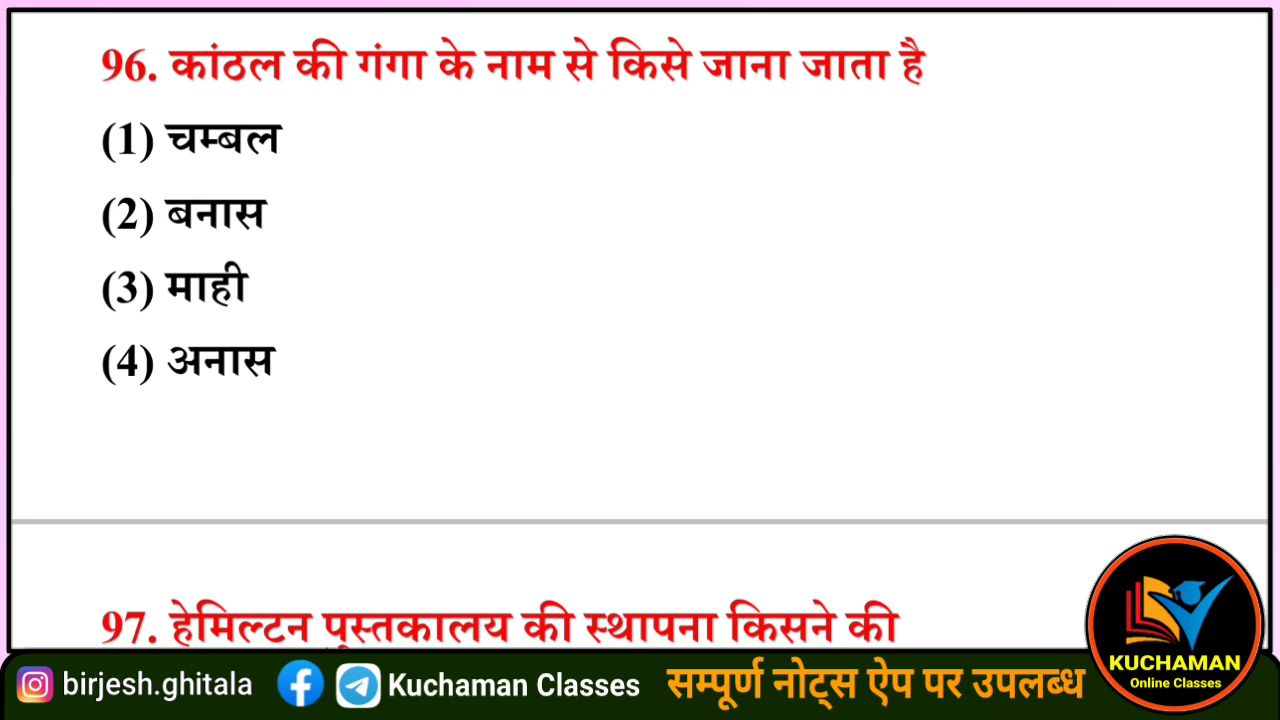 96. कांठल की गंगा के नाम से किसे जाना जाता है
(1) चम्बल
(2) बनास
(3) माही
(4) अनास
97. हेमिल्टन पुस्तकालय की स्थापना किसने की
KUCHAMAN
Online Classes
birjesh.ghitala Kuchaman Classes सम्पूर्ण नोट्स ऐप पर उपलब्ध